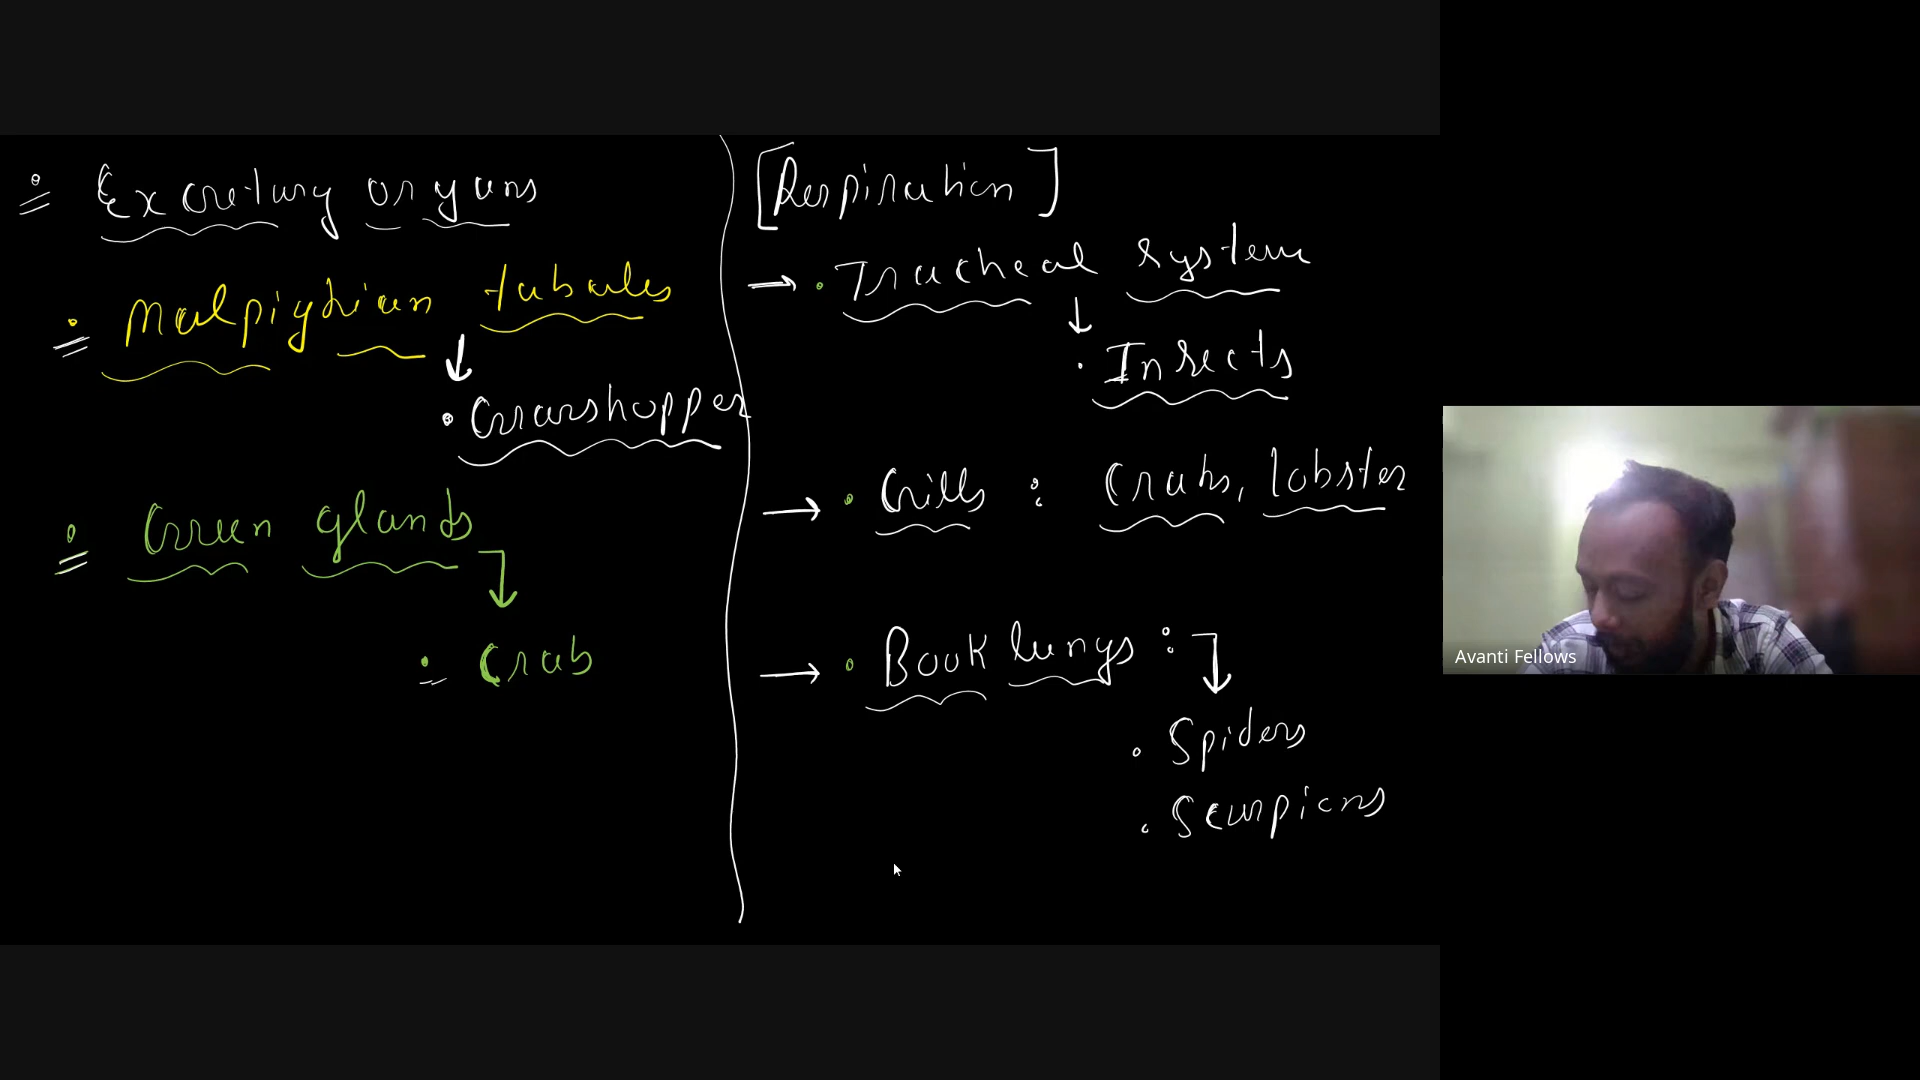 Excretory organs
Malpighian tubules
Grasshopper
Green glands
Crab
[Respiration]
Tracheal system
Insects
Gills : Crabs, lobster
Book lungs :
Spiders
Scorpions
Avanti Fellows